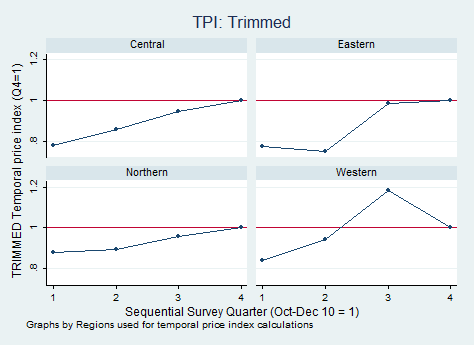 TPI: Trimmed
Central
Eastern
1.2
1
.8
Northern
Western
1.2
1
.8
TRIMMED Temporal price index (Q4=1)
1 2 3 4 1 2 3 4
Sequential Survey Quarter (Oct-Dec 10 = 1)
Graphs by Regions used for temporal price index calculations